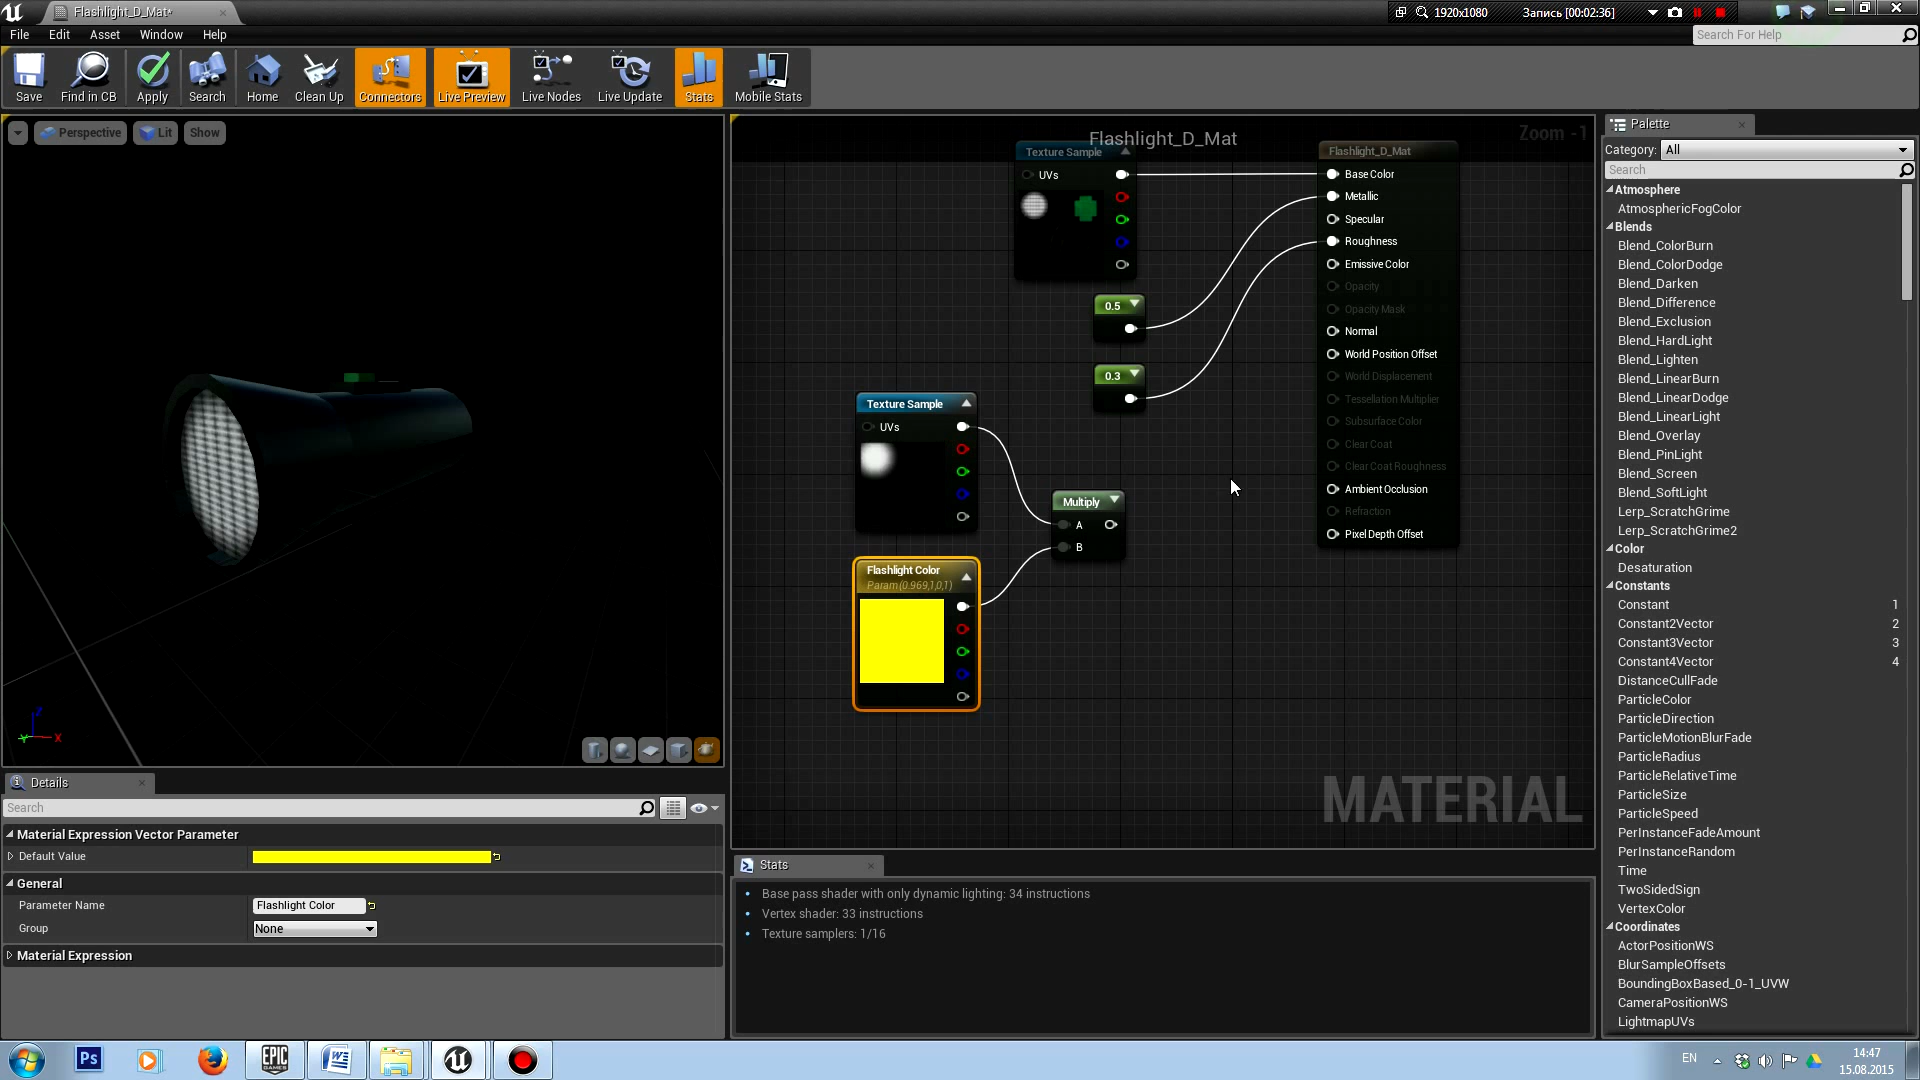 Flashlight_D_Mat*
1920x1080
Запись [00:02:36]
File
Edit
Asset
Window
Help
Search For Help
Save
Find in CB
Apply
Search
Home
Clean Up
Connectors
Live Preview
Live Nodes
Live Update
Stats
Mobile Stats
Perspective
Lit
Show
Flashlight_D_Mat
Zoom -1
Texture Sample
UVs
Flashlight_D_Mat
Base Color
Metallic
Specular
Roughness
Emissive Color
Opacity
Opacity Mask
Normal
World Position Offset
World Displacement
Tessellation Multiplier
Subsurface Color
Clear Coat
Clear Coat Roughness
Ambient Occlusion
Refraction
Pixel Depth Offset
0.5
0.3
Texture Sample
UVs
Multiply
A
B
Flashlight Color
Param (0.969,1,0,1)
MATERIAL
Palette
Category: All
Search
Atmosphere
AtmosphericFogColor
Blends
Blend_ColorBurn
Blend_ColorDodge
Blend_Darken
Blend_Difference
Blend_Exclusion
Blend_HardLight
Blend_Lighten
Blend_LinearBurn
Blend_LinearDodge
Blend_LinearLight
Blend_Overlay
Blend_PinLight
Blend_Screen
Blend_SoftLight
Lerp_ScratchGrime
Lerp_ScratchGrime2
Color
Desaturation
Constants
Constant 1
Constant2Vector 2
Constant3Vector 3
Constant4Vector 4
DistanceCullFade
ParticleColor
ParticleDirection
ParticleMotionBlurFade
ParticleRadius
ParticleRelativeTime
ParticleSize
ParticleSpeed
PerInstanceFadeAmount
PerInstanceRandom
Time
TwoSidedSign
VertexColor
Coordinates
ActorPositionWS
BlurSampleOffsets
BoundingBoxBased_0-1_UVW
CameraPositionWS
LightmapUVs
Details
Search
Material Expression Vector Parameter
Default Value
General
Parameter Name
Flashlight Color
Group
None
Material Expression
Stats
Base pass shader with only dynamic lighting: 34 instructions
Vertex shader: 33 instructions
Texture samplers: 1/16
Z
Y
X
Ps
EPIC
GAMES
W
EN
14:47
15.08.2015